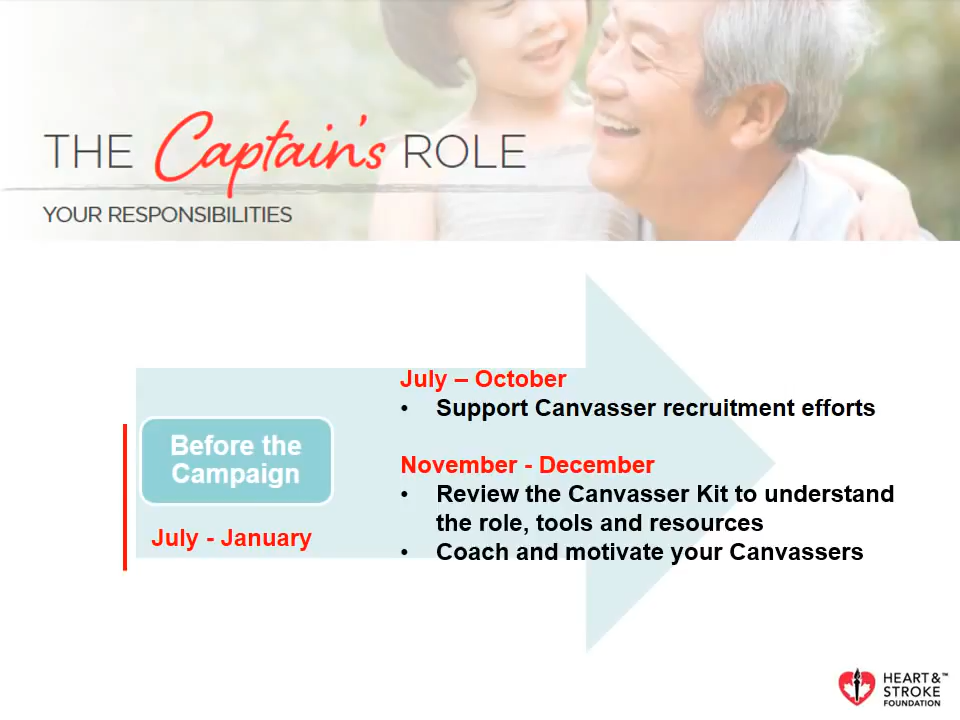 THE Captain's ROLE
YOUR RESPONSIBILITIES
Before the
Campaign
July - January
July – October
• Support Canvasser recruitment efforts
November - December
• Review the Canvasser Kit to understand
the role, tools and resources
• Coach and motivate your Canvassers
HEART &™
STROKE
FOUNDATION